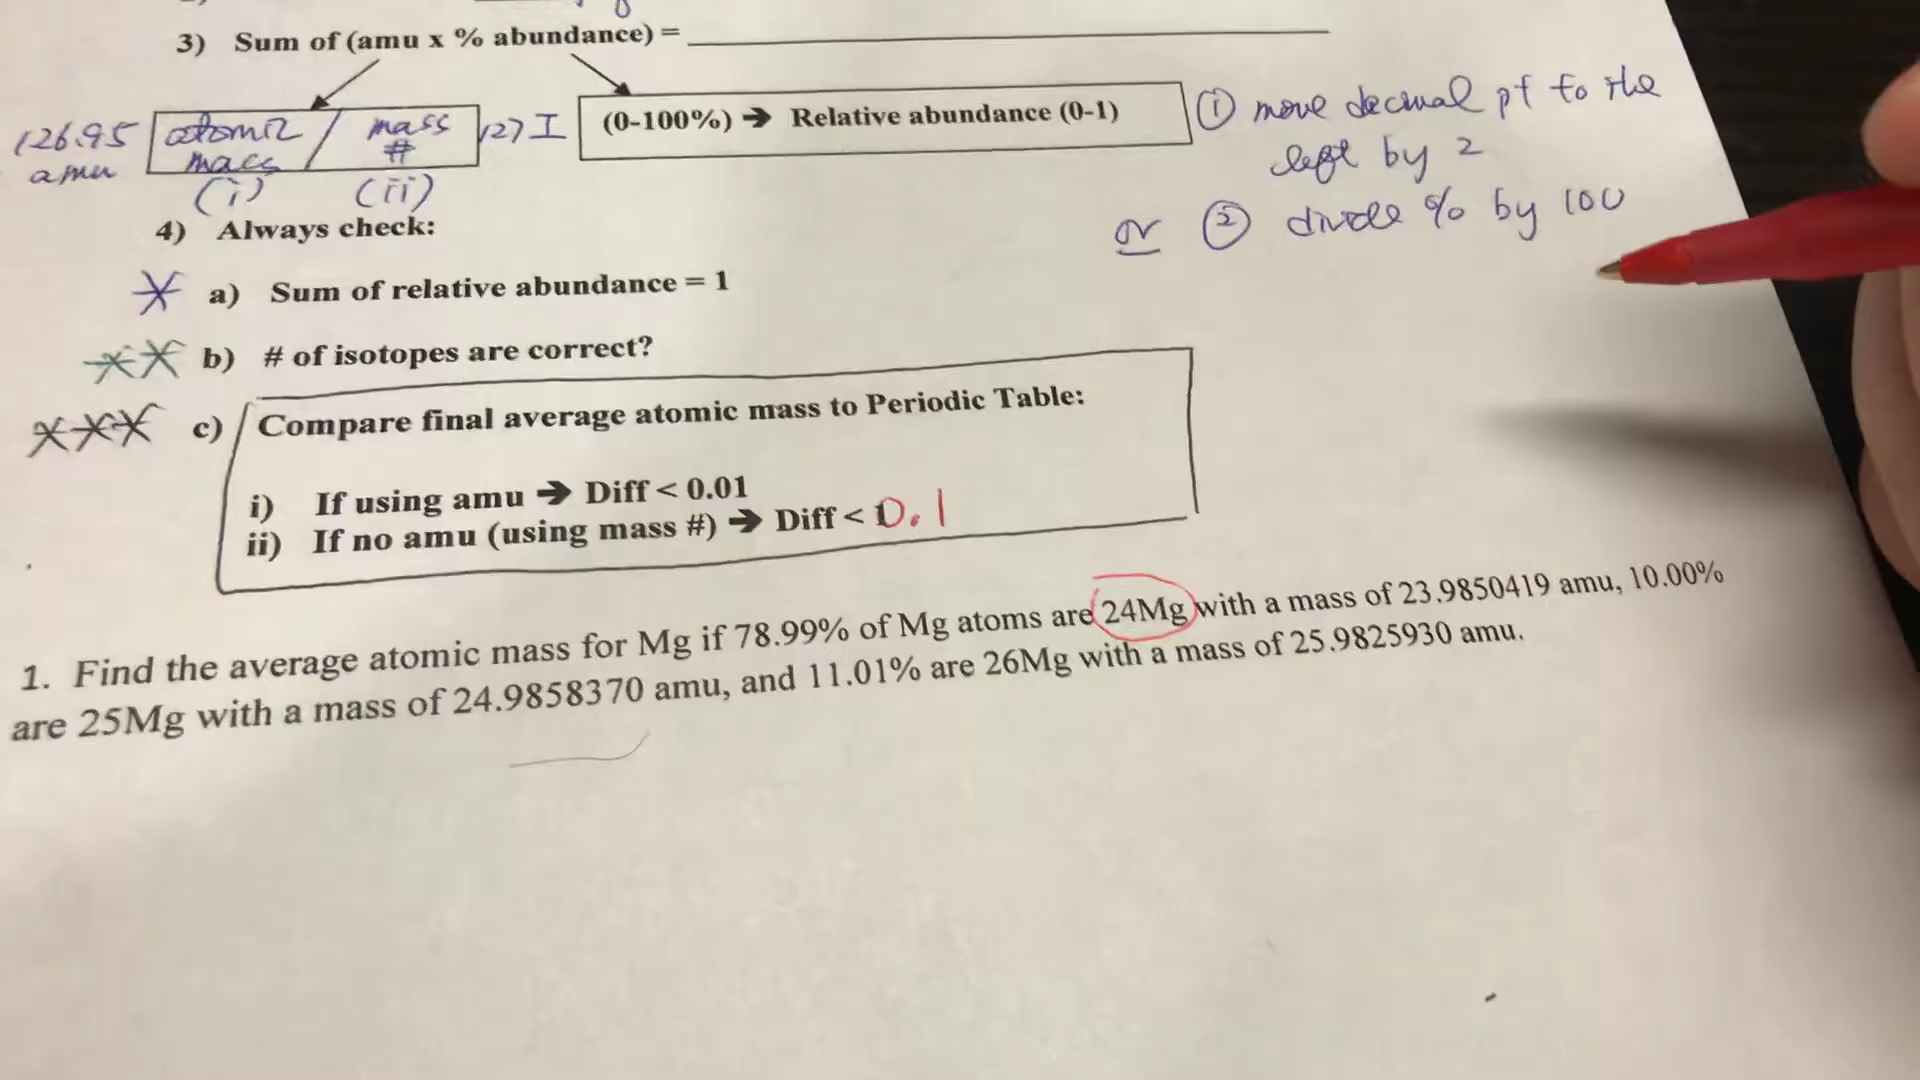 3) Sum of (amu x % abundance) =
126.95 amu
atomic mass / mass #
127 I
(0-100%) ➔ Relative abundance (0-1)
① move decimal pt to the left by 2
(i) (ii)
or ② divide % by 100
4) Always check:
a) Sum of relative abundance = 1
b) # of isotopes are correct?
c) Compare final average atomic mass to Periodic Table:
i) If using amu ➔ Diff < 0.01
ii) If no amu (using mass #) ➔ Diff < 0.1
1. Find the average atomic mass for Mg if 78.99% of Mg atoms are 24Mg with a mass of 23.9850419 amu, 10.00%
are 25Mg with a mass of 24.9858370 amu, and 11.01% are 26Mg with a mass of 25.9825930 amu.